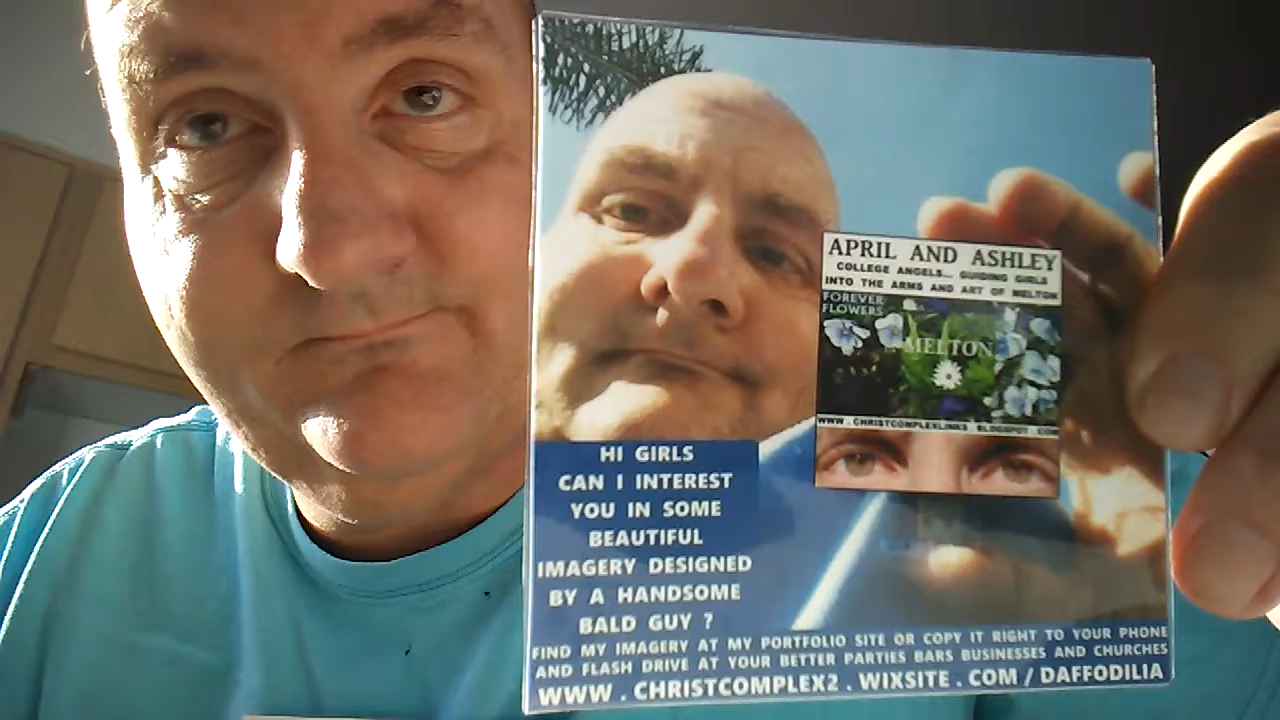 APRIL AND ASHLEY
COLLEGE ANGELS... GUIDING GIRLS
INTO THE ARMS AND ART OF MELTON
FOREVER
FLOWERS
MELTON
WWW . CHRISTCOMPLEXLINKS
HI GIRLS
CAN I INTEREST
YOU IN SOME
BEAUTIFUL
IMAGERY DESIGNED
BY A HANDSOME
BALD GUY ?
FIND MY IMAGERY AT MY PORTFOLIO SITE OR COPY IT RIGHT TO YOUR PHONE
AND FLASH DRIVE AT YOUR BETTER PARTIES BARS BUSINESSES AND CHURCHES
WWW . CHRISTCOMPLEX2 . WIXSITE . COM / DAFFODILIA